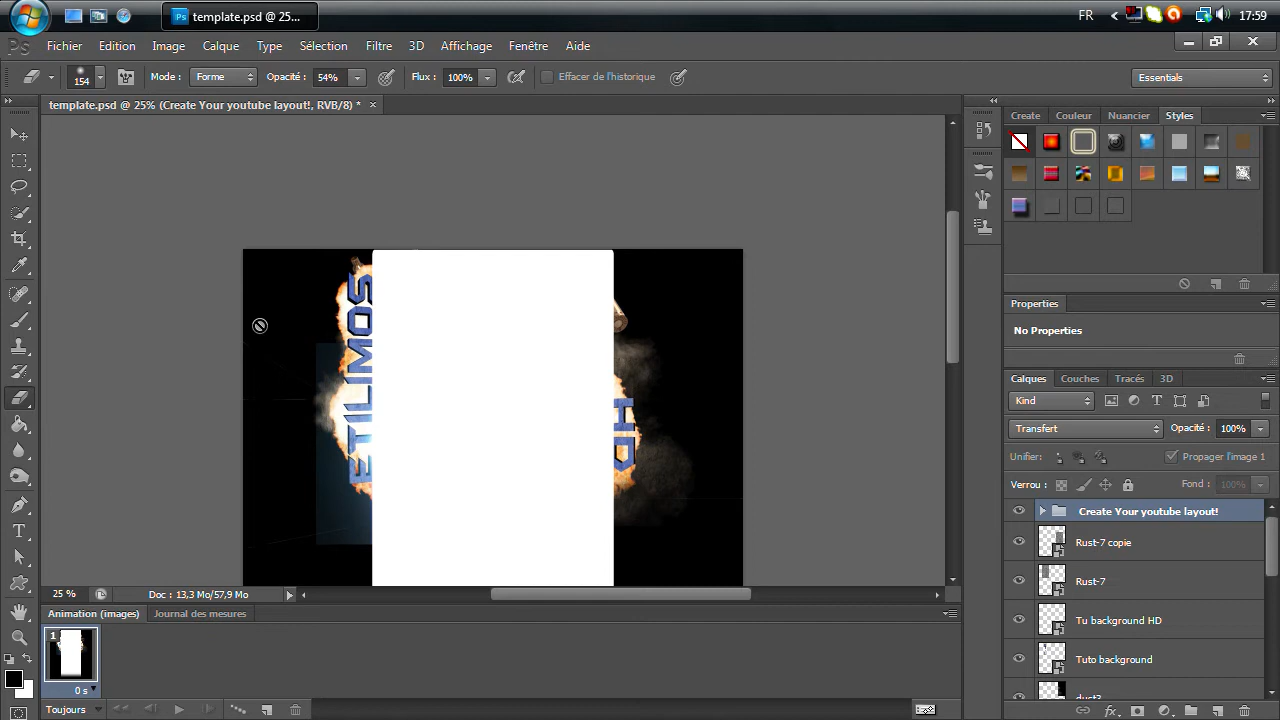 template.psd @ 25...
FR
17:59
Ps
Fichier Edition Image Calque Type Sélection Filtre 3D Affichage Fenêtre Aide
154
Mode : Forme
Opacité : 54%
Flux : 100%
Effacer de l'historique
Essentials
template.psd @ 25% (Create Your youtube layout!, RVB/8) *
Create Couleur Nuancier Styles
ETILIMOS
HD
Properties
No Properties
Calques Couches Tracés 3D
Kind
Transfert
Opacité : 100%
Unifier :
Propager l'image 1
Verrou :
Fond : 100%
Create Your youtube layout!
Rust-7 copie
Rust-7
Tu background HD
Tuto background
dust2
25 %
Doc : 13,3 Mo/57,9 Mo
Animation (images) Journal des mesures
1
0 s
Toujours
T